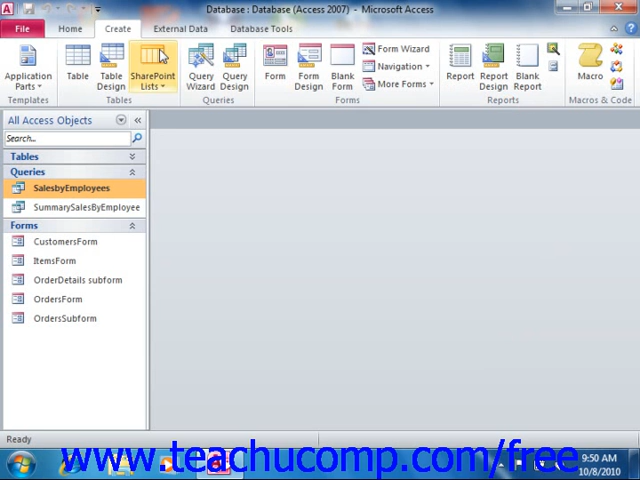 Database : Database (Access 2007) - Microsoft Access
File Home Create External Data Database Tools
Application Parts
Table
Table Design
SharePoint Lists
Query Wizard
Query Design
Form
Form Design
Blank Form
Form Wizard
Navigation
More Forms
Report
Report Design
Blank Report
Macro
Templates Tables Queries Forms Reports Macros & Code
All Access Objects
Search...
Tables
Queries
SalesbyEmployees
SummarySalesByEmployee
Forms
CustomersForm
ItemsForm
OrderDetails subform
OrdersForm
OrdersSubform
Ready
www.teachucomp.com/free
9:50 AM
10/8/2010